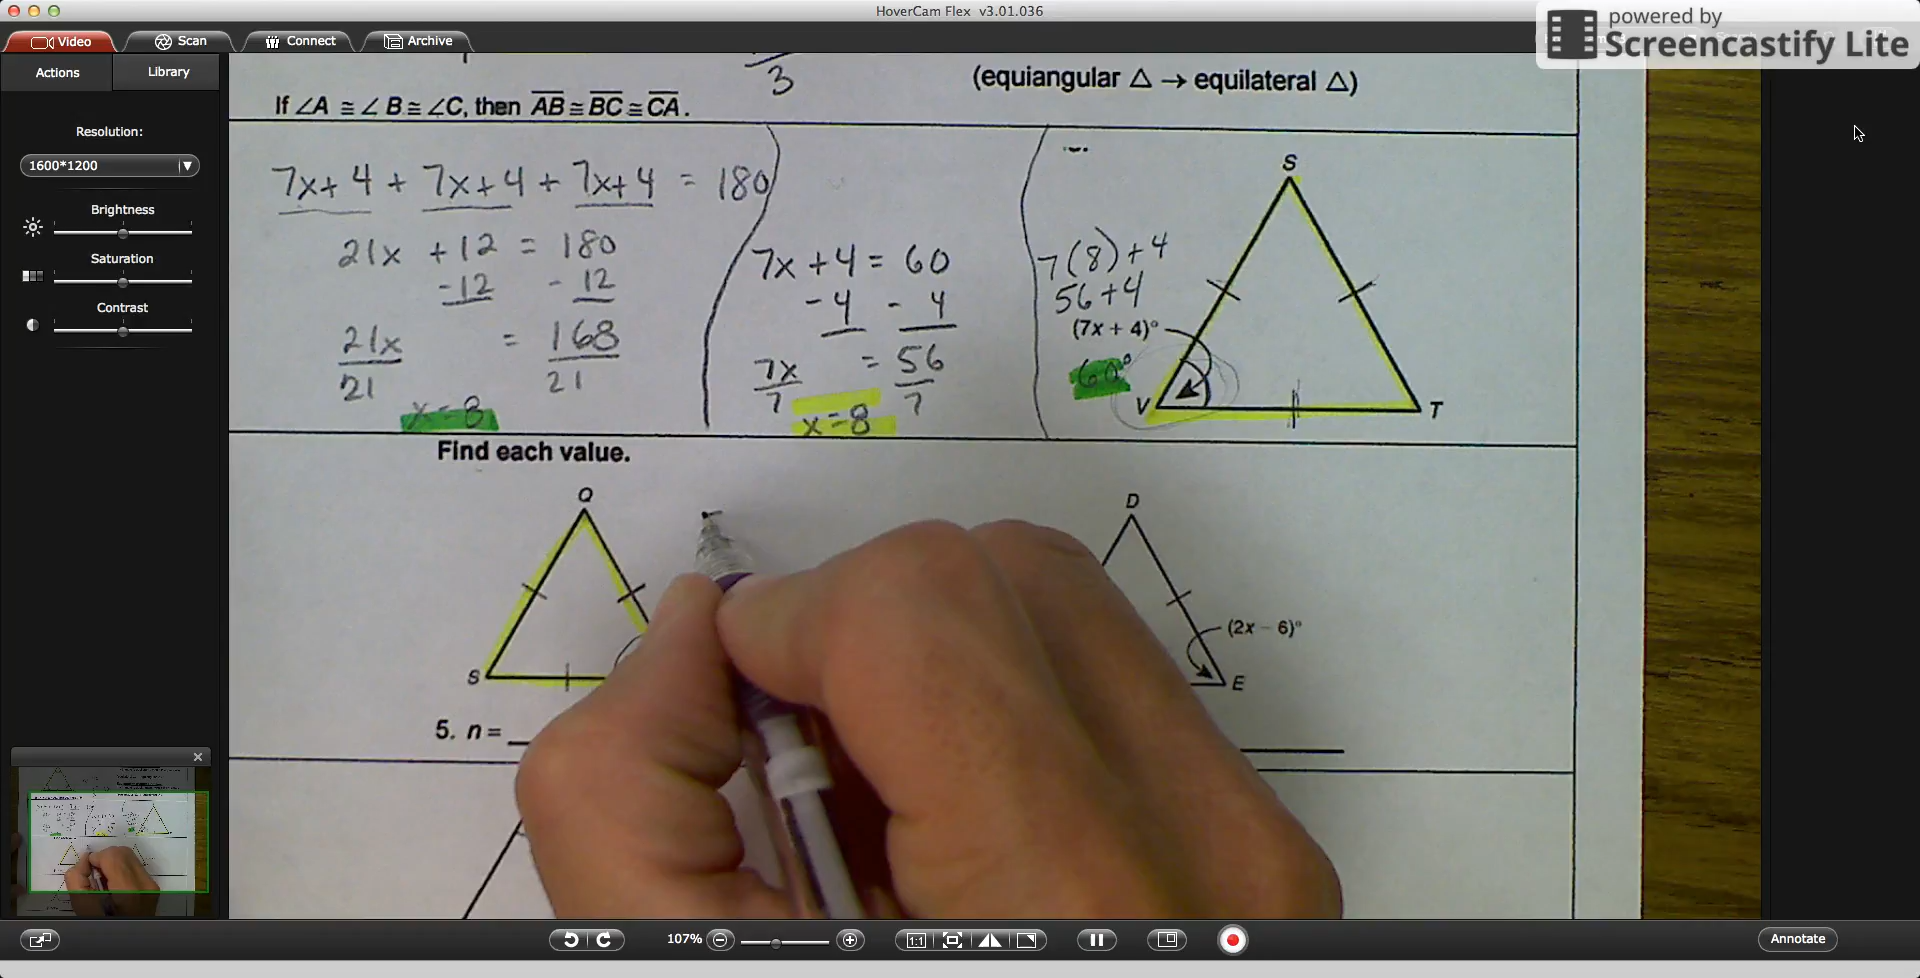 HoverCam Flex v3.01.036
powered by
Screencastify Lite
Video
Scan
Connect
Archive
Actions
Library
Resolution:
1600*1200
Brightness
Saturation
Contrast
3
(equiangular △ → equilateral △)
If ∠A ≅ ∠B ≅ ∠C, then AB ≅ BC ≅ CA.
7x+4 + 7x+4 + 7x+4 = 180
21x + 12 = 180
-12 - 12
21x = 168
21 21
x = 8
7x + 4 = 60
- 4 - 4
7x = 56
7 7
x = 8
7(8)+4
56+4
(7x + 4)°
60°
S
V
T
Find each value.
Q
S
D
(2x – 6)°
E
5. n =
107%
1:1
Annotate